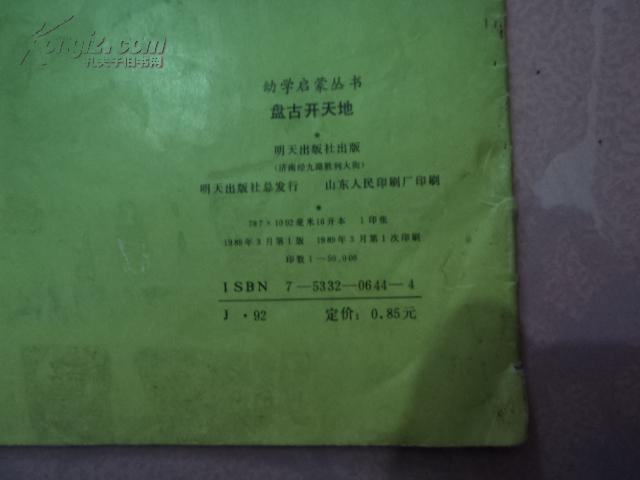 Kongfz.com
孔夫子旧书网
幼学启蒙丛书
盘古开天地
明天出版社出版
(济南经九路胜利大街)
明天出版社总发行 山东人民印刷厂印刷
787×1092毫米16开本 1印张
1989年3月第1版 1989年3月第1次印刷
印数1—50,000
ISBN 7—5332—0644—4
J·92 定价：0.85元